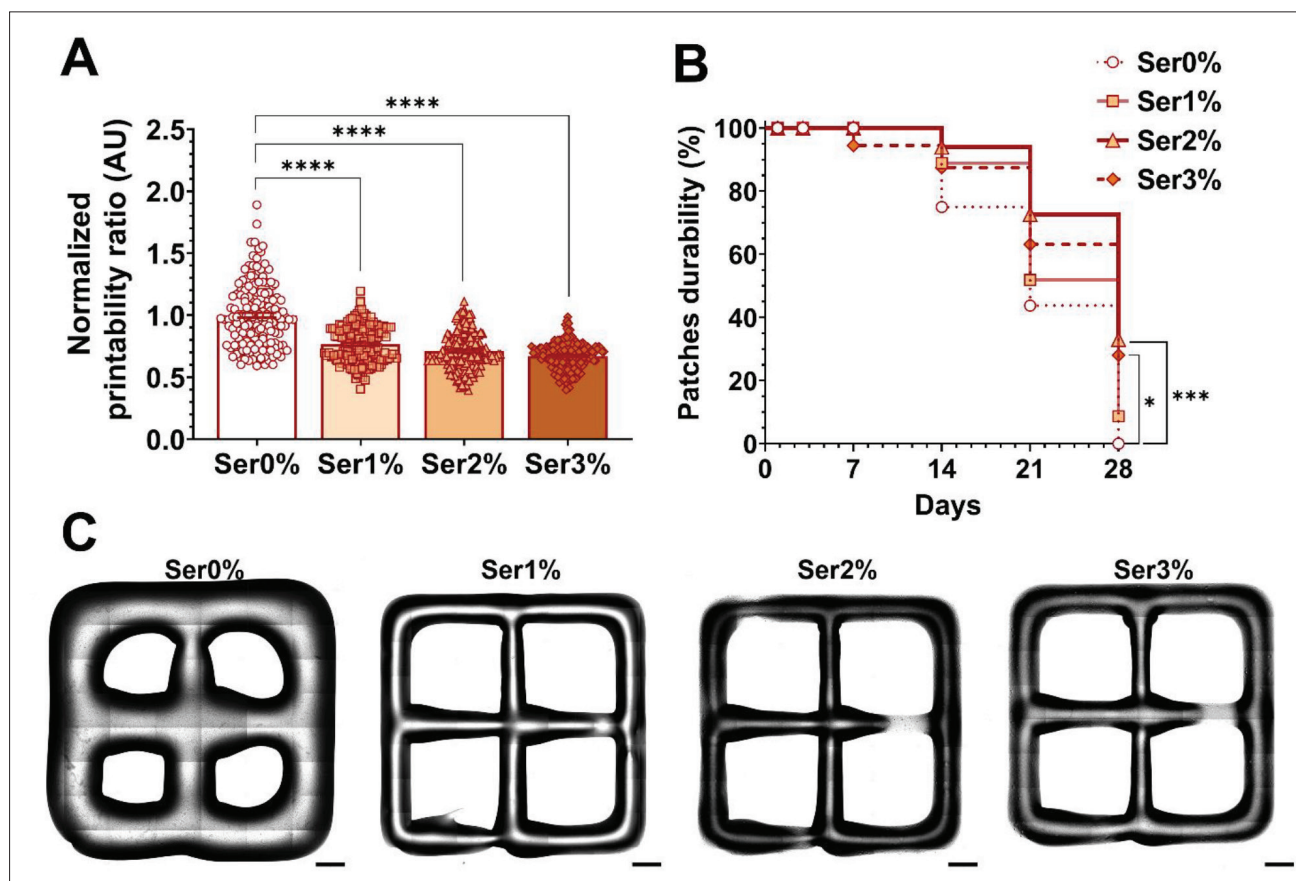 A
Normalized
printability ratio (AU)
2.5
2.0
1.5
1.0
0.5
0.0
****
****
****
Ser0% Ser1% Ser2% Ser3%
B
Patches durability (%)
100
80
60
40
20
0
0 7 14 21 28
Days
Ser0%
Ser1%
Ser2%
Ser3%
* ***
C
Ser0% Ser1% Ser2% Ser3%